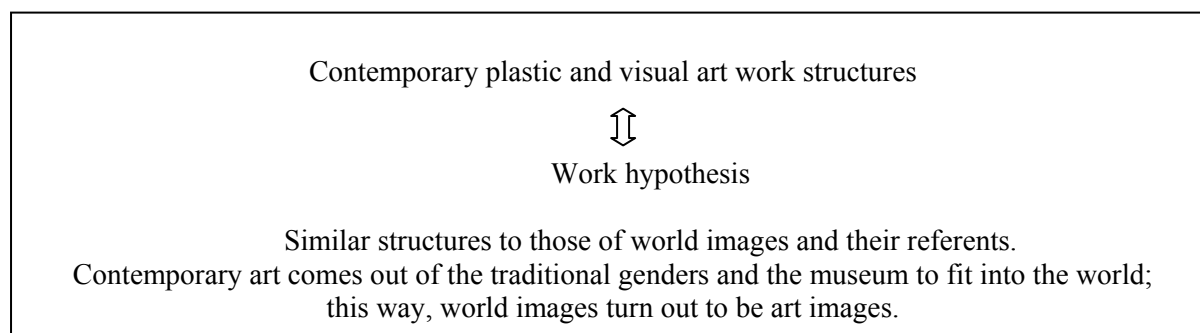 Contemporary plastic and visual art work structures
Work hypothesis
Similar structures to those of world images and their referents.
Contemporary art comes out of the traditional genders and the museum to fit into the world;
this way, world images turn out to be art images.